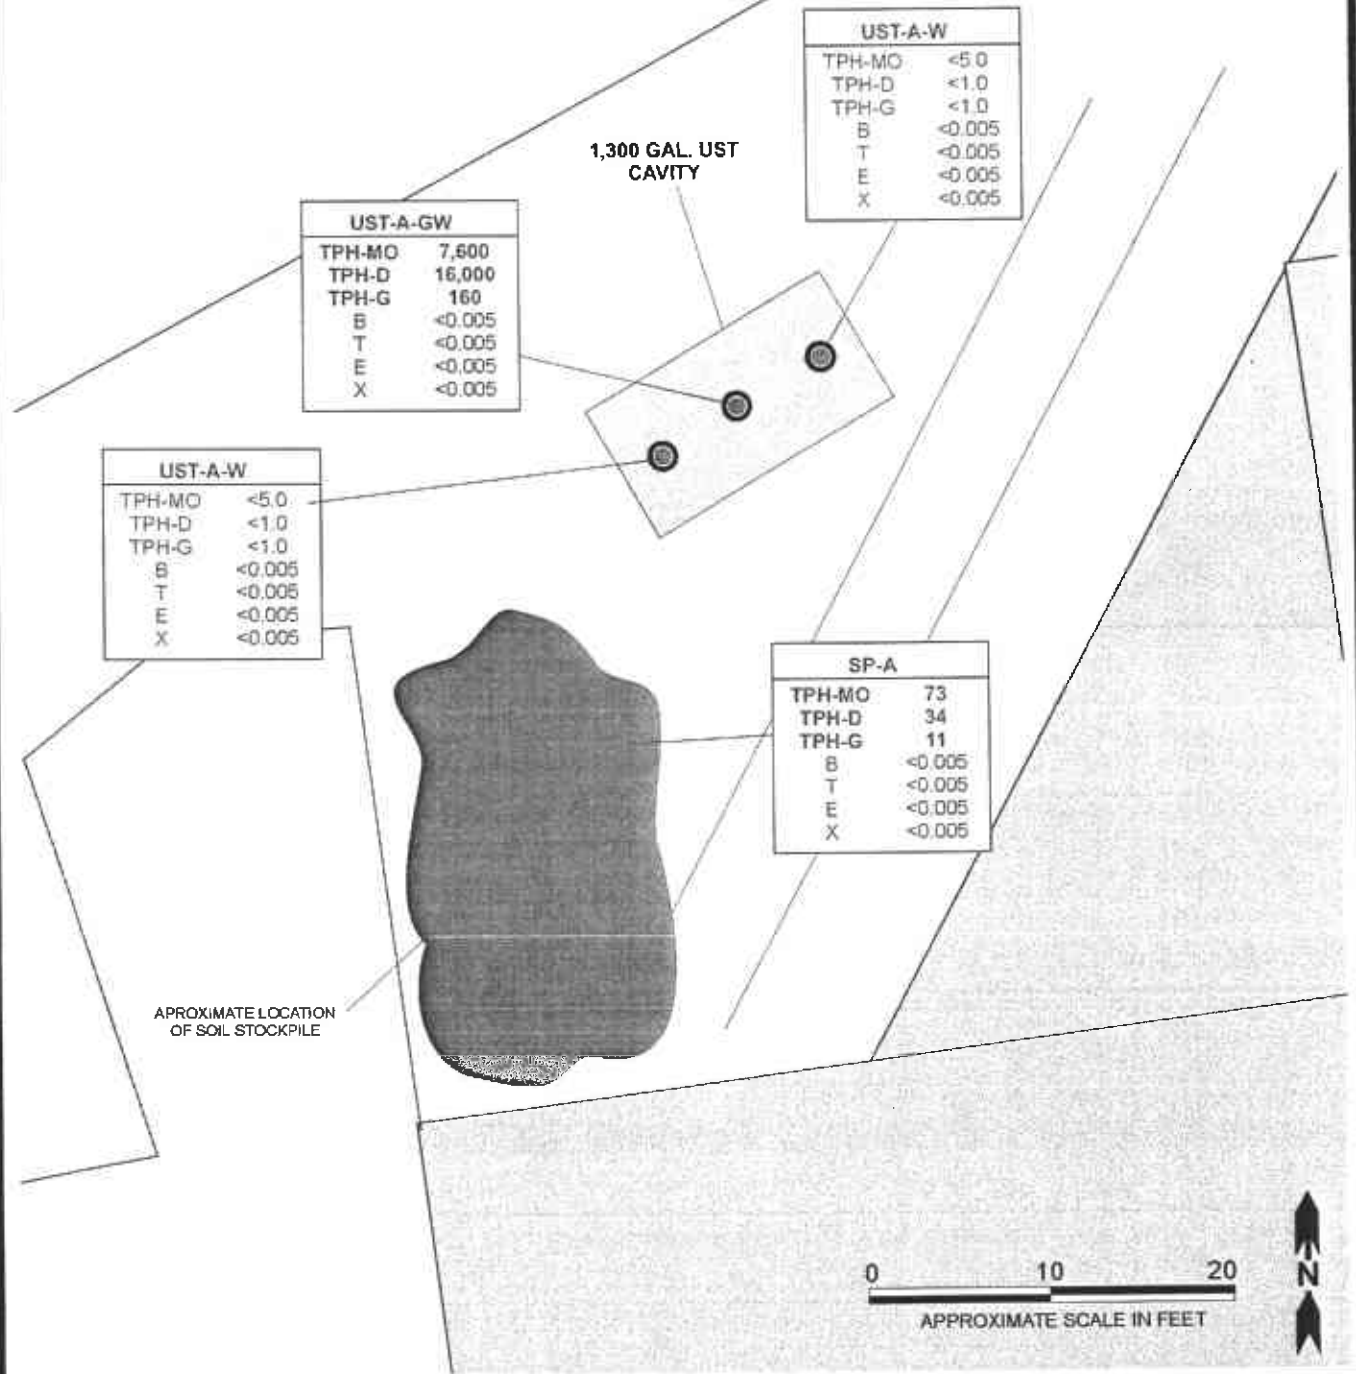 UST-A-W
TPH-MO <5.0
TPH-D <1.0
TPH-G <1.0
B <0.005
T <0.005
E <0.005
X <0.005
1,300 GAL. UST
CAVITY
UST-A-GW
TPH-MO 7,600
TPH-D 16,000
TPH-G 160
B <0.005
T <0.005
E <0.005
X <0.005
UST-A-W
TPH-MO <5.0
TPH-D <1.0
TPH-G <1.0
B <0.005
T <0.005
E <0.005
X <0.005
SP-A
TPH-MO 73
TPH-D 34
TPH-G 11
B <0.005
T <0.005
E <0.005
X <0.005
APROXIMATE LOCATION
OF SOIL STOCKPILE
0 10 20
APPROXIMATE SCALE IN FEET
N